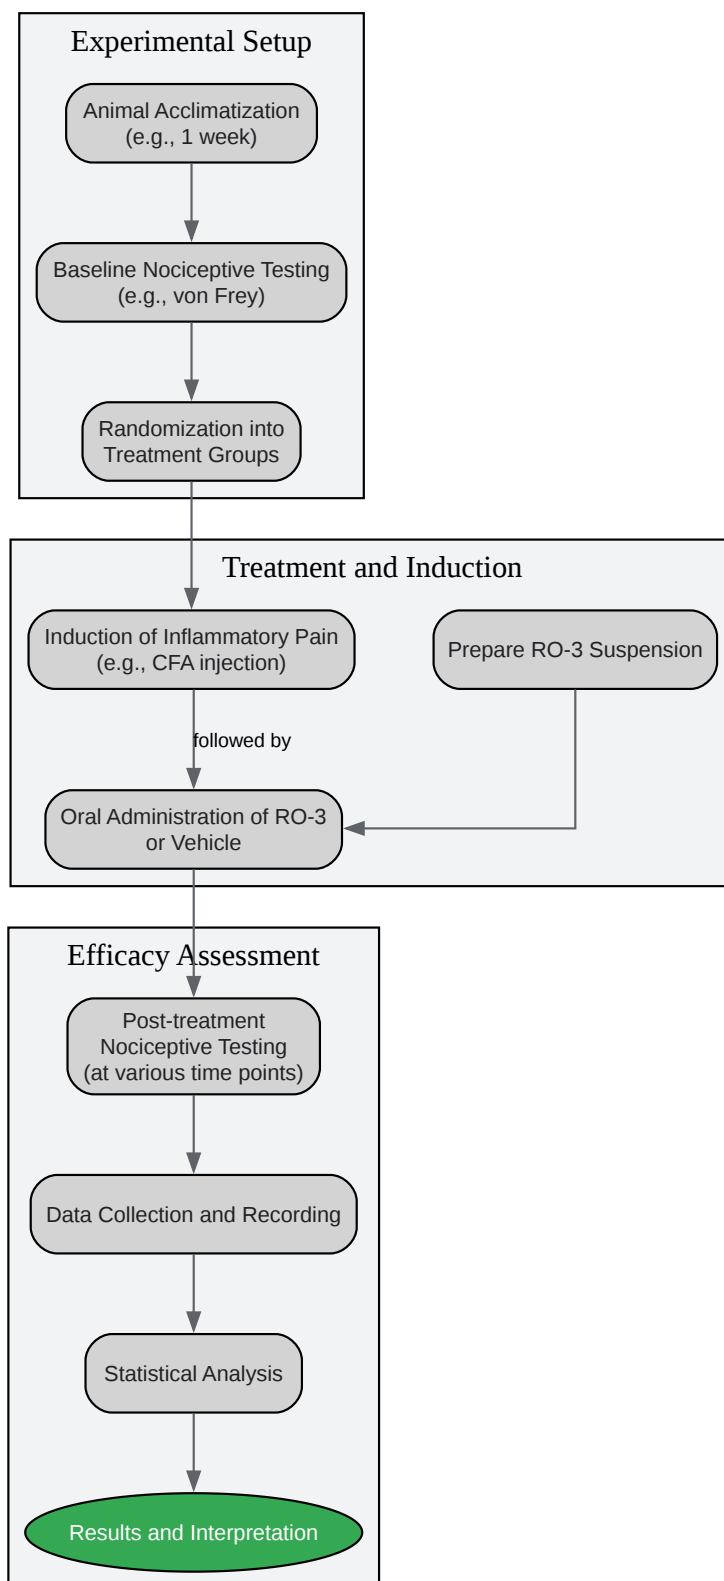 Experimental Setup
Animal Acclimatization
(e.g., 1 week)
Baseline Nociceptive Testing
(e.g., von Frey)
Randomization into
Treatment Groups
Treatment and Induction
Induction of Inflammatory Pain
(e.g., CFA injection)
Prepare RO-3 Suspension
followed by
Oral Administration of RO-3
or Vehicle
Efficacy Assessment
Post-treatment
Nociceptive Testing
(at various time points)
Data Collection and Recording
Statistical Analysis
Results and Interpretation